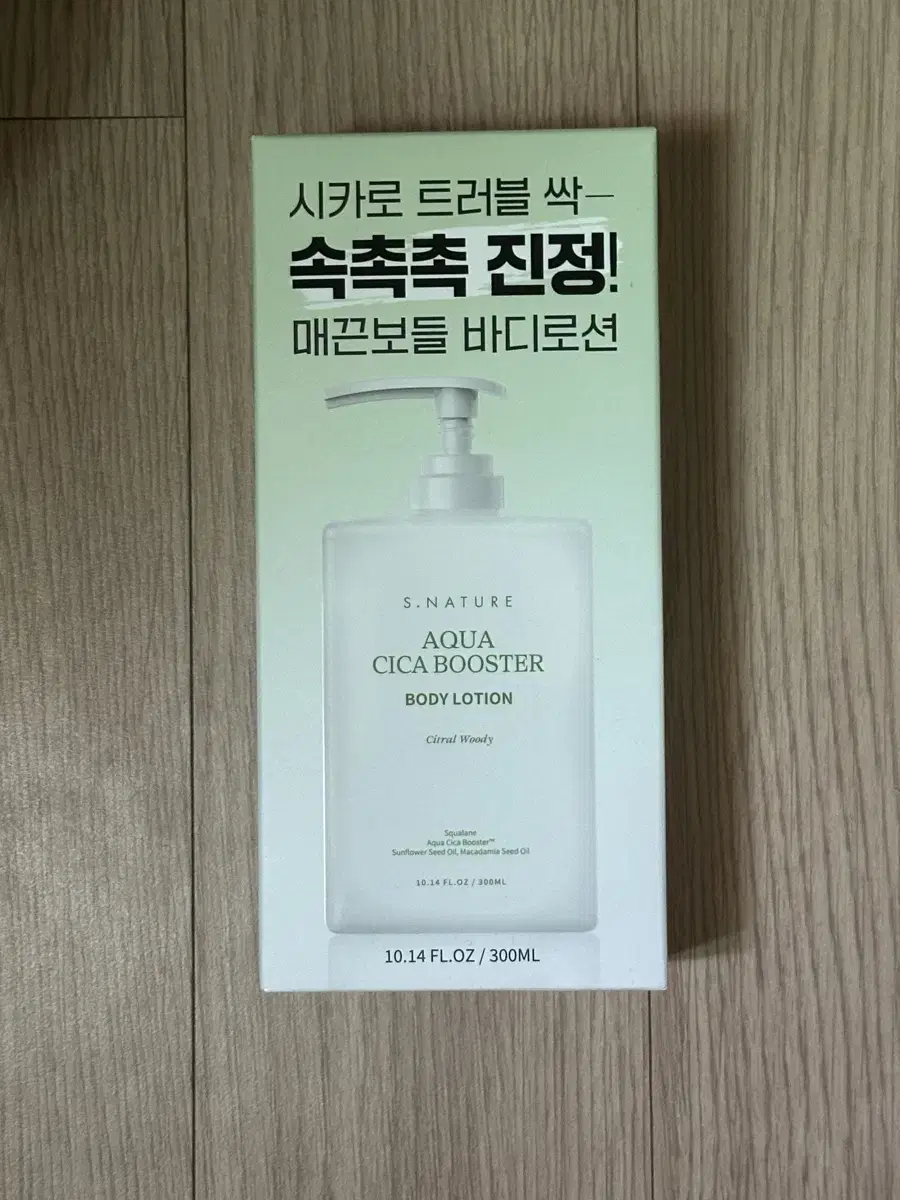 시카로 트러블 싹—
속촉촉 진정!
매끈보들 바디로션
S.NATURE
AQUA
CICA BOOSTER
BODY LOTION
Citral Woody
Squalane
Aqua Cica Booster™
Sunflower Seed Oil, Macadamia Seed Oil
10.14 FL.OZ / 300ML
10.14 FL.OZ / 300ML